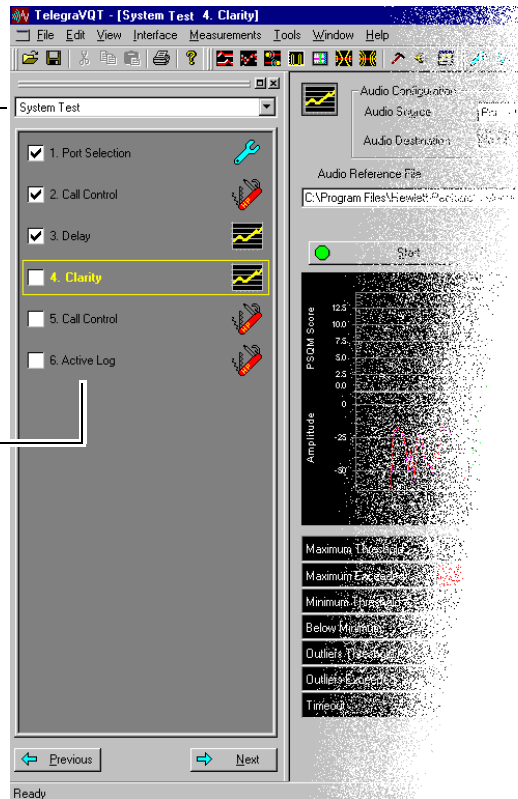 TelegraVQT - [System Test 4. Clarity]
File Edit View Interface Measurements Tools Window Help
System Test
1. Port Selection
2. Call Control
HP
3. Delay
4. Clarity
5. Call Control
HP
6. Active Log
HP
Previous
Next
Ready
Audio Configuration
Audio Source
Audio Destination
Audio Reference File
C:\Program Files\Hewlett-Packard
Start
PSQM Score
12.5
10.0
7.5
5.0
2.5
0.0
Amplitude
0
-25
-50
Maximum Threshold
Maximum Exceeded
Minimum Threshold
Below Minimum
Outliers Threshold
Outliers Exceeded
Timeout